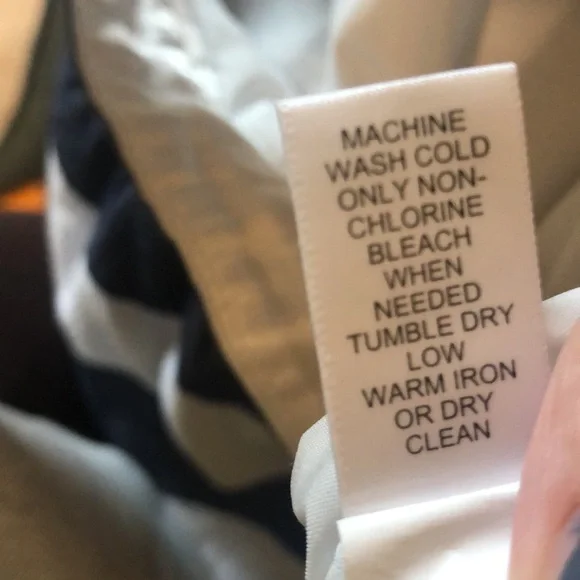 MACHINE
WASH COLD
ONLY NON-
CHLORINE
BLEACH
WHEN
NEEDED
TUMBLE DRY
LOW
WARM IRON
OR DRY
CLEAN